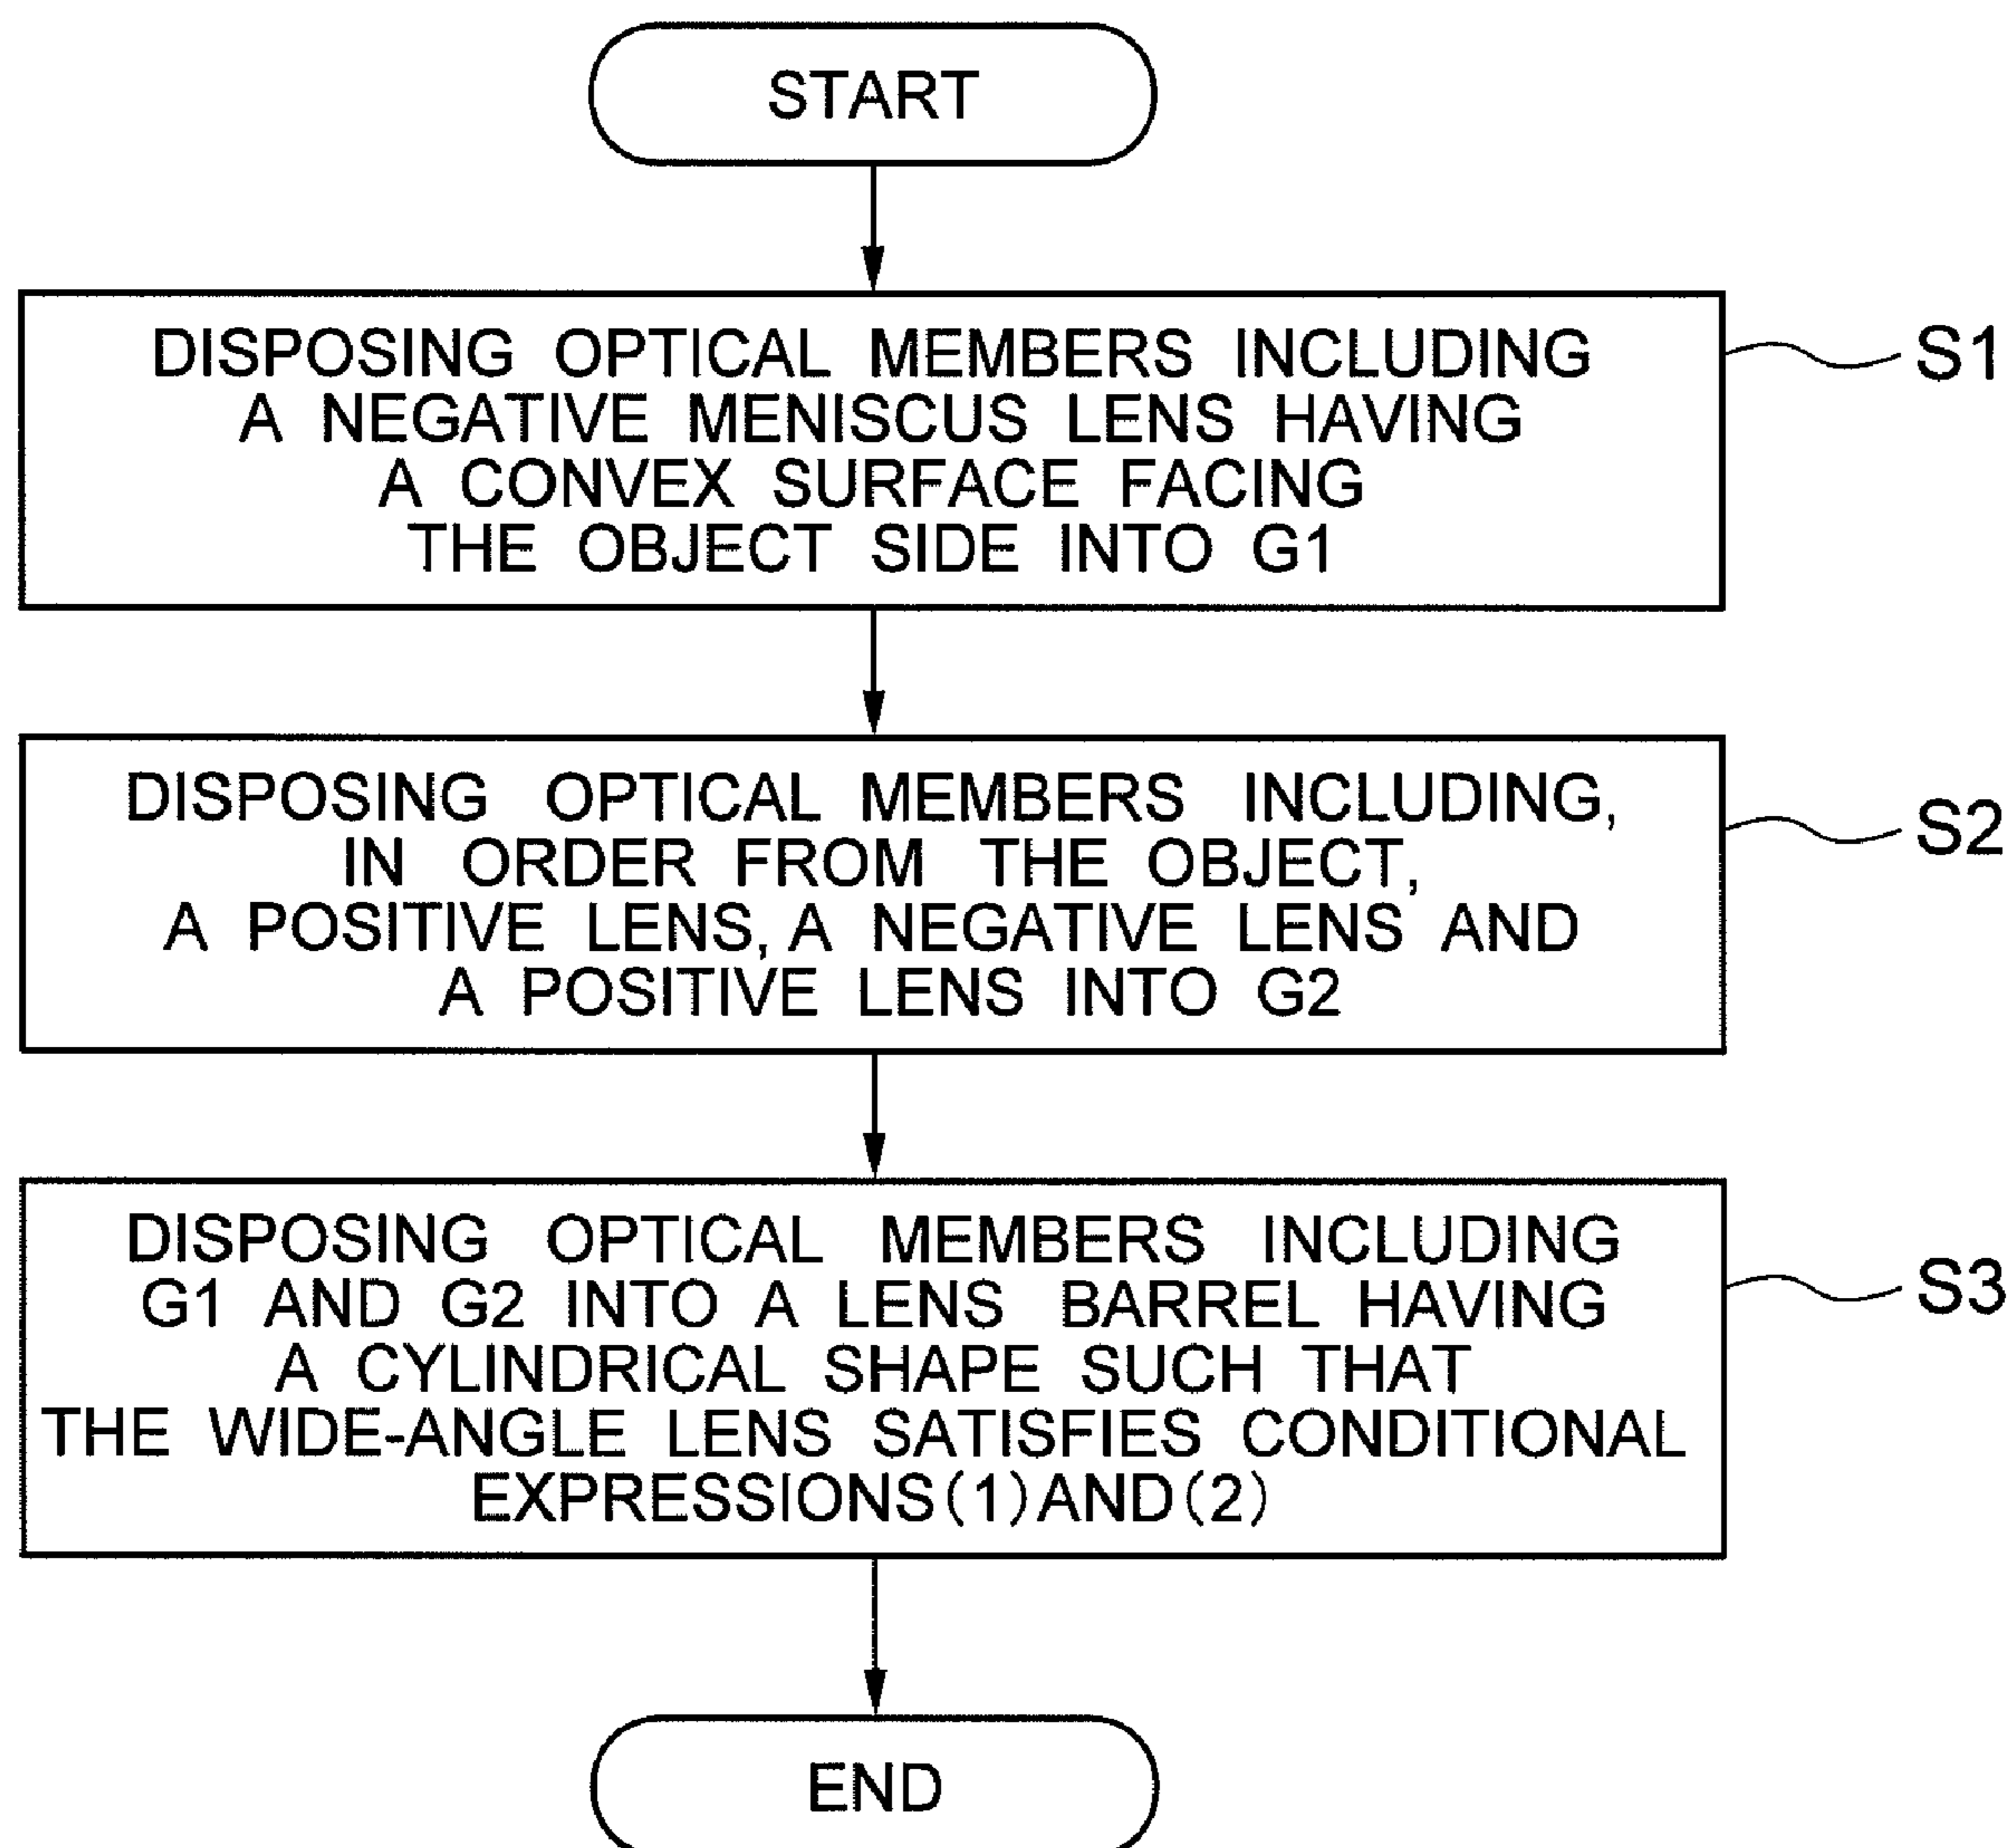 START
DISPOSING OPTICAL MEMBERS INCLUDING
A NEGATIVE MENISCUS LENS HAVING
A CONVEX SURFACE FACING
THE OBJECT SIDE INTO G1
S1
DISPOSING OPTICAL MEMBERS INCLUDING,
IN ORDER FROM THE OBJECT,
A POSITIVE LENS, A NEGATIVE LENS AND
A POSITIVE LENS INTO G2
S2
DISPOSING OPTICAL MEMBERS INCLUDING
G1 AND G2 INTO A LENS BARREL HAVING
A CYLINDRICAL SHAPE SUCH THAT
THE WIDE-ANGLE LENS SATISFIES CONDITIONAL
EXPRESSIONS(1)AND(2)
S3
END